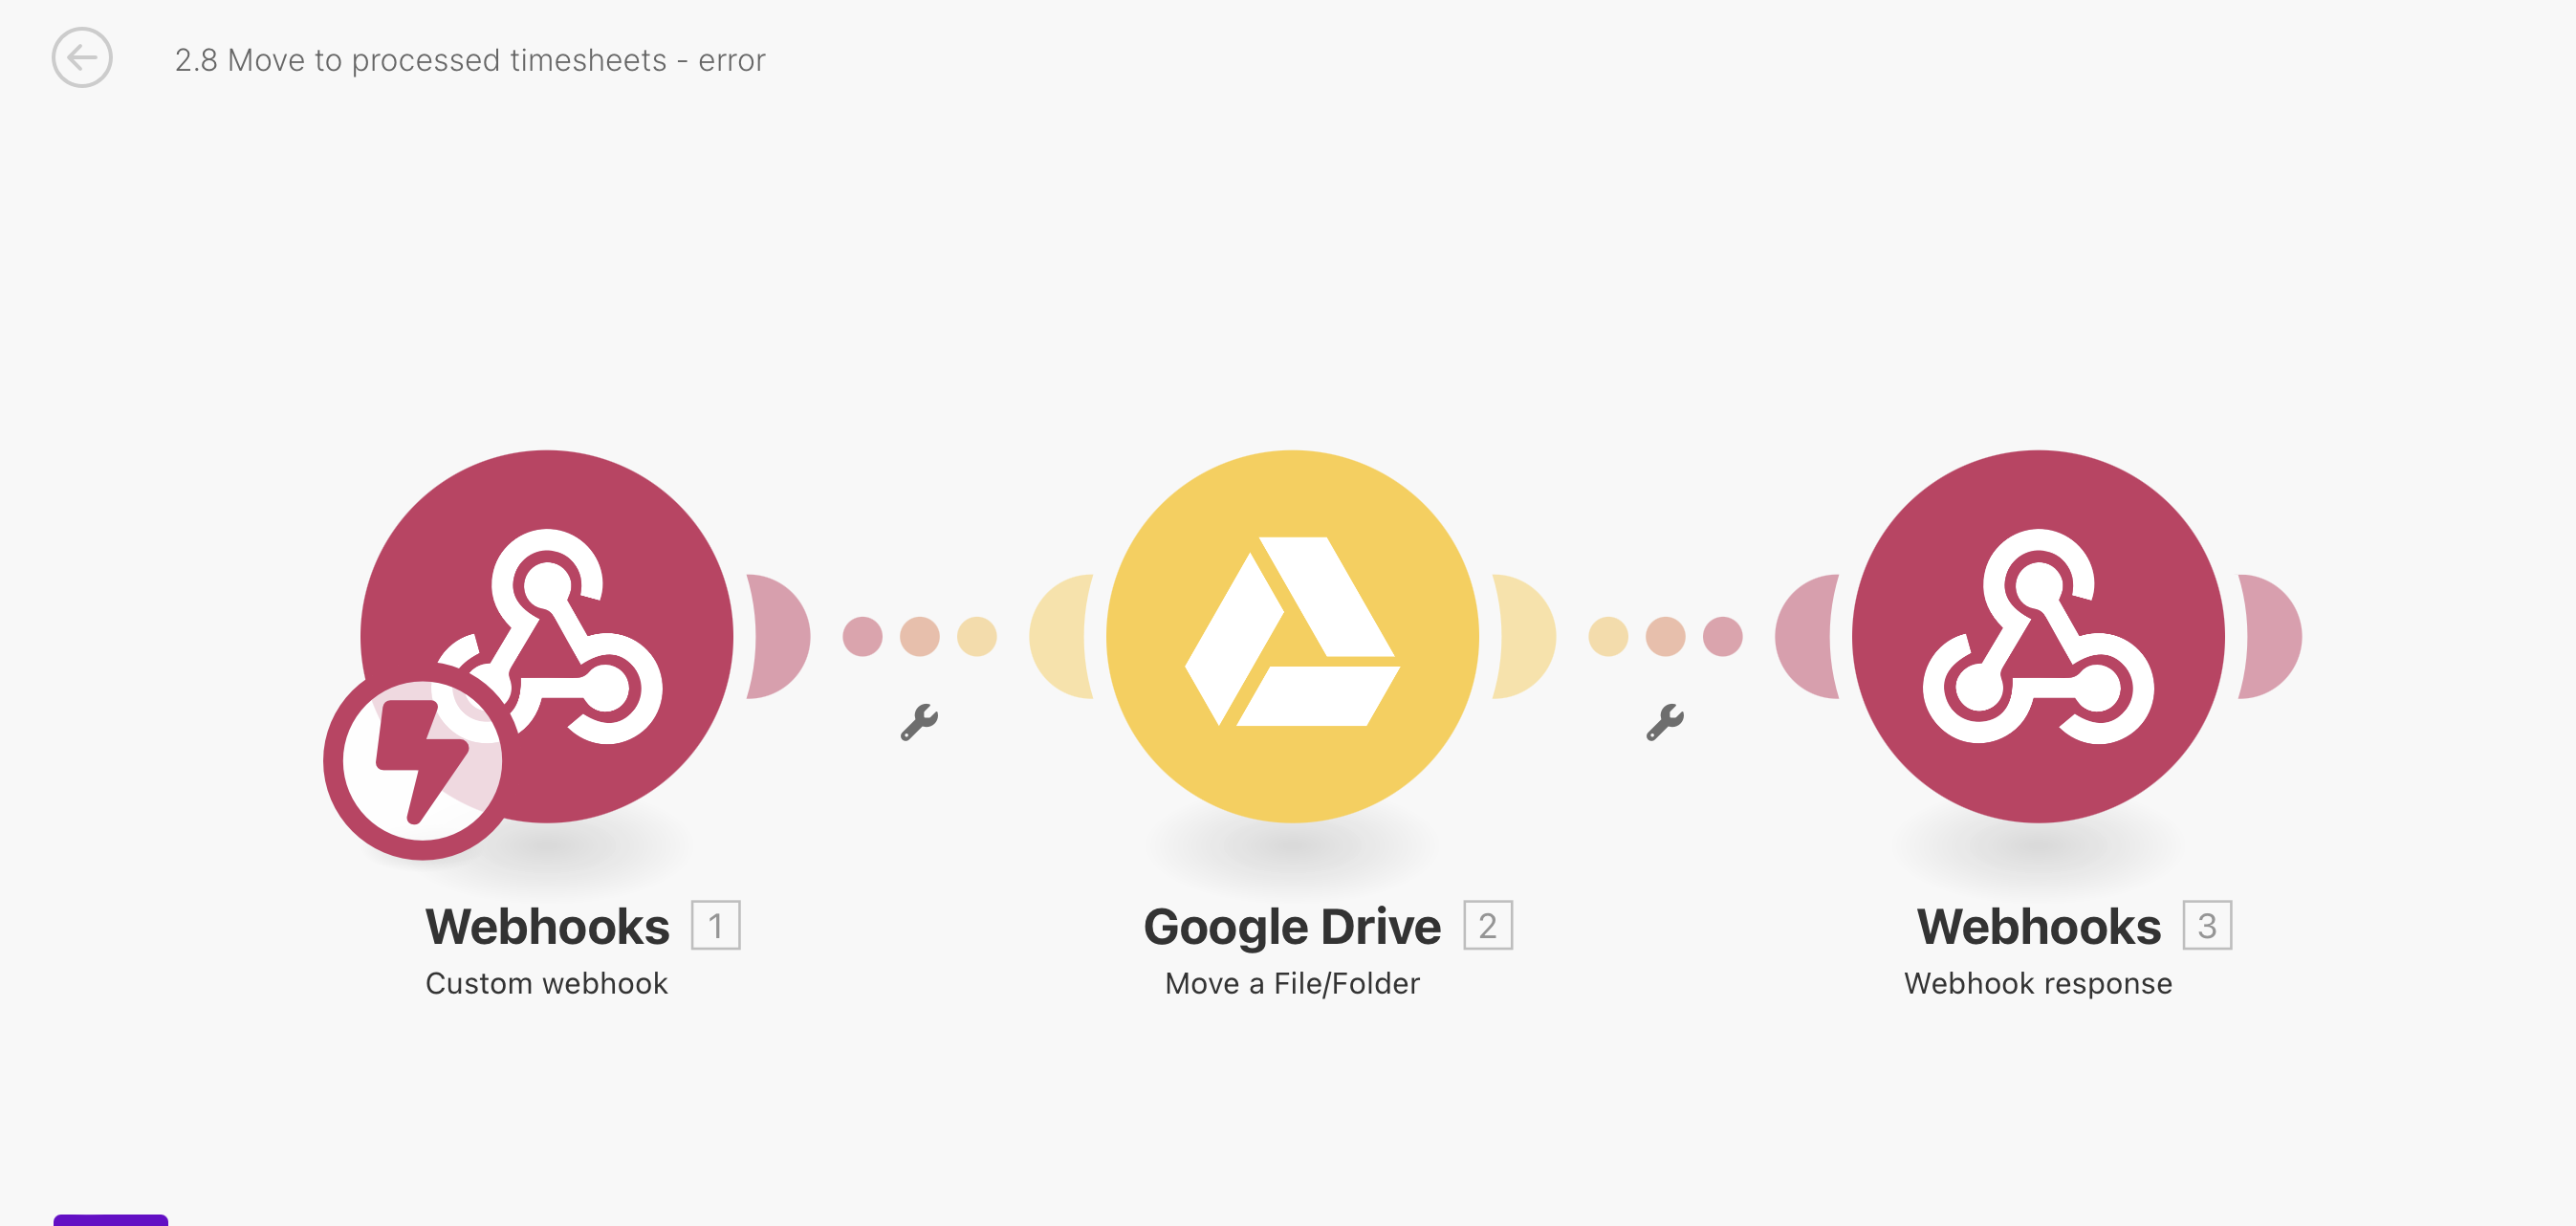 2.8 Move to processed timesheets - error
Webhooks 1
Custom webhook
Google Drive 2
Move a File/Folder
Webhooks 3
Webhook response